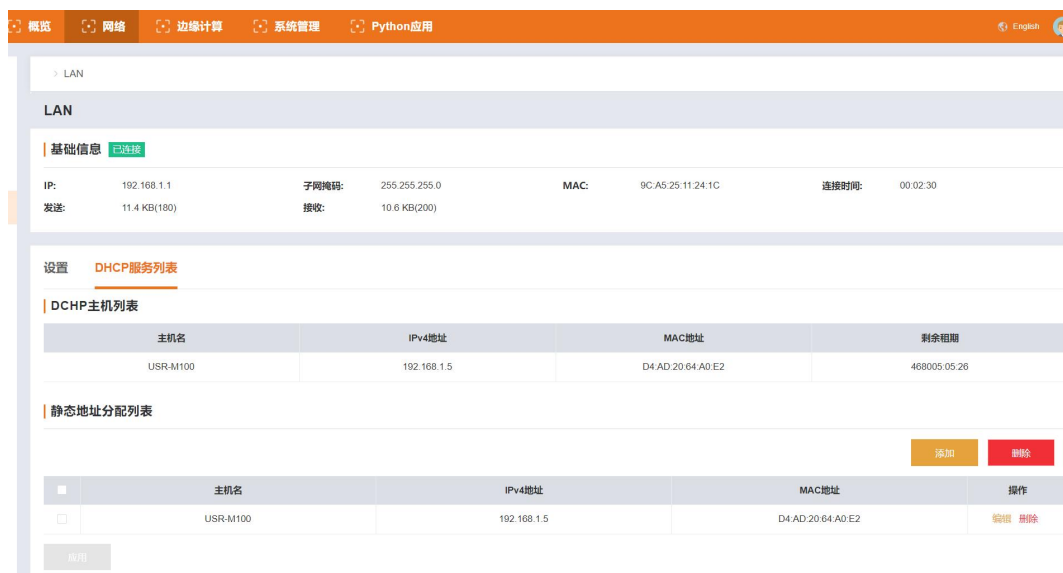 概览 网络 边缘计算 系统管理 Python应用 English
> LAN
LAN
基础信息 已连接
IP: 192.168.1.1 子网掩码: 255.255.255.0 MAC: 9C:A5:25:11:24:1C 连接时间: 00:02:30
发送: 11.4 KB(180) 接收: 10.6 KB(200)
设置 DHCP服务列表
DCHP主机列表
主机名 IPv4地址 MAC地址 剩余租期
USR-M100 192.168.1.5 D4:AD:20:64:A0:E2 468005:05:26
静态地址分配列表
添加 删除
主机名 IPv4地址 MAC地址 操作
USR-M100 192.168.1.5 D4:AD:20:64:A0:E2 编辑 删除
应用